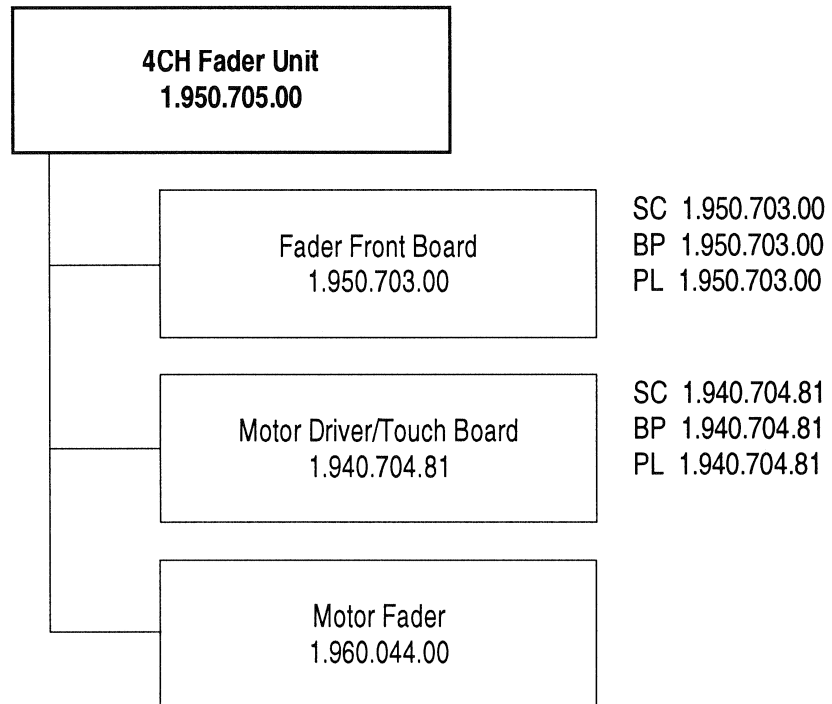 4CH Fader Unit
1.950.705.00
Fader Front Board
1.950.703.00
SC 1.950.703.00
BP 1.950.703.00
PL 1.950.703.00
Motor Driver/Touch Board
1.940.704.81
SC 1.940.704.81
BP 1.940.704.81
PL 1.940.704.81
Motor Fader
1.960.044.00